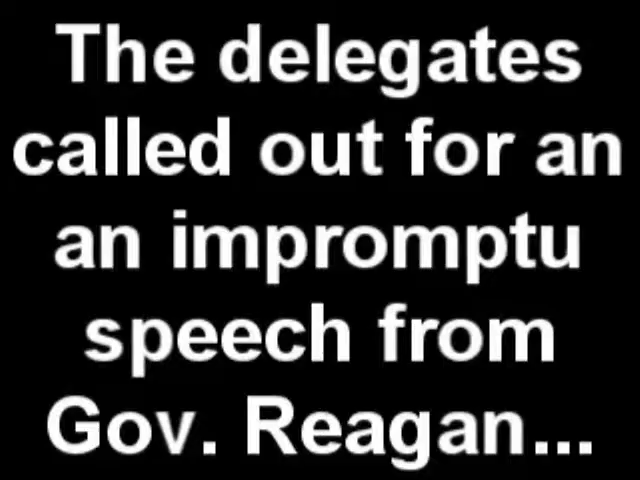 The delegates
called out for an
an impromptu
speech from
Gov. Reagan...